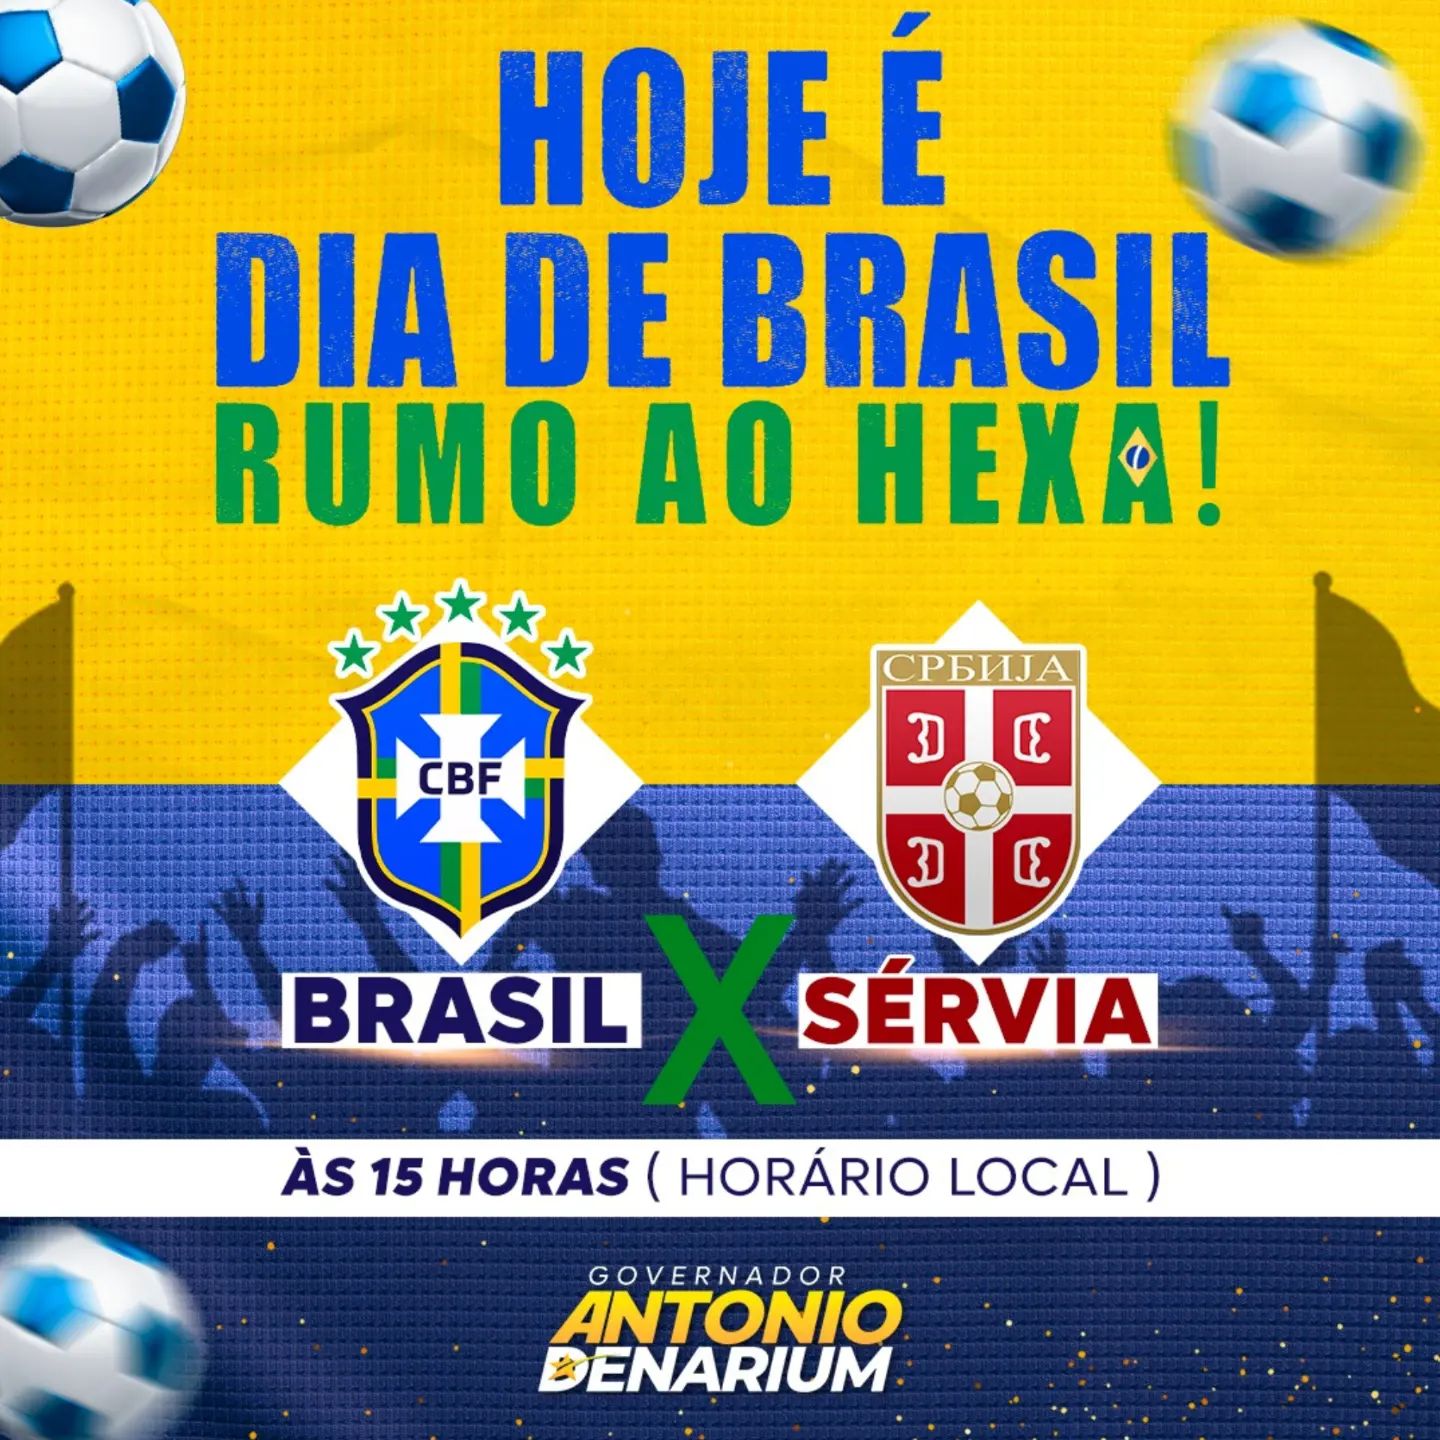 HOJE É
DIA DE BRASIL
RUMO AO HEXA!
CBF
СРБИЈА
BRASIL X SÉRVIA
ÀS 15 HORAS ( HORÁRIO LOCAL )
GOVERNADOR
ANTONIO
DENARIUM